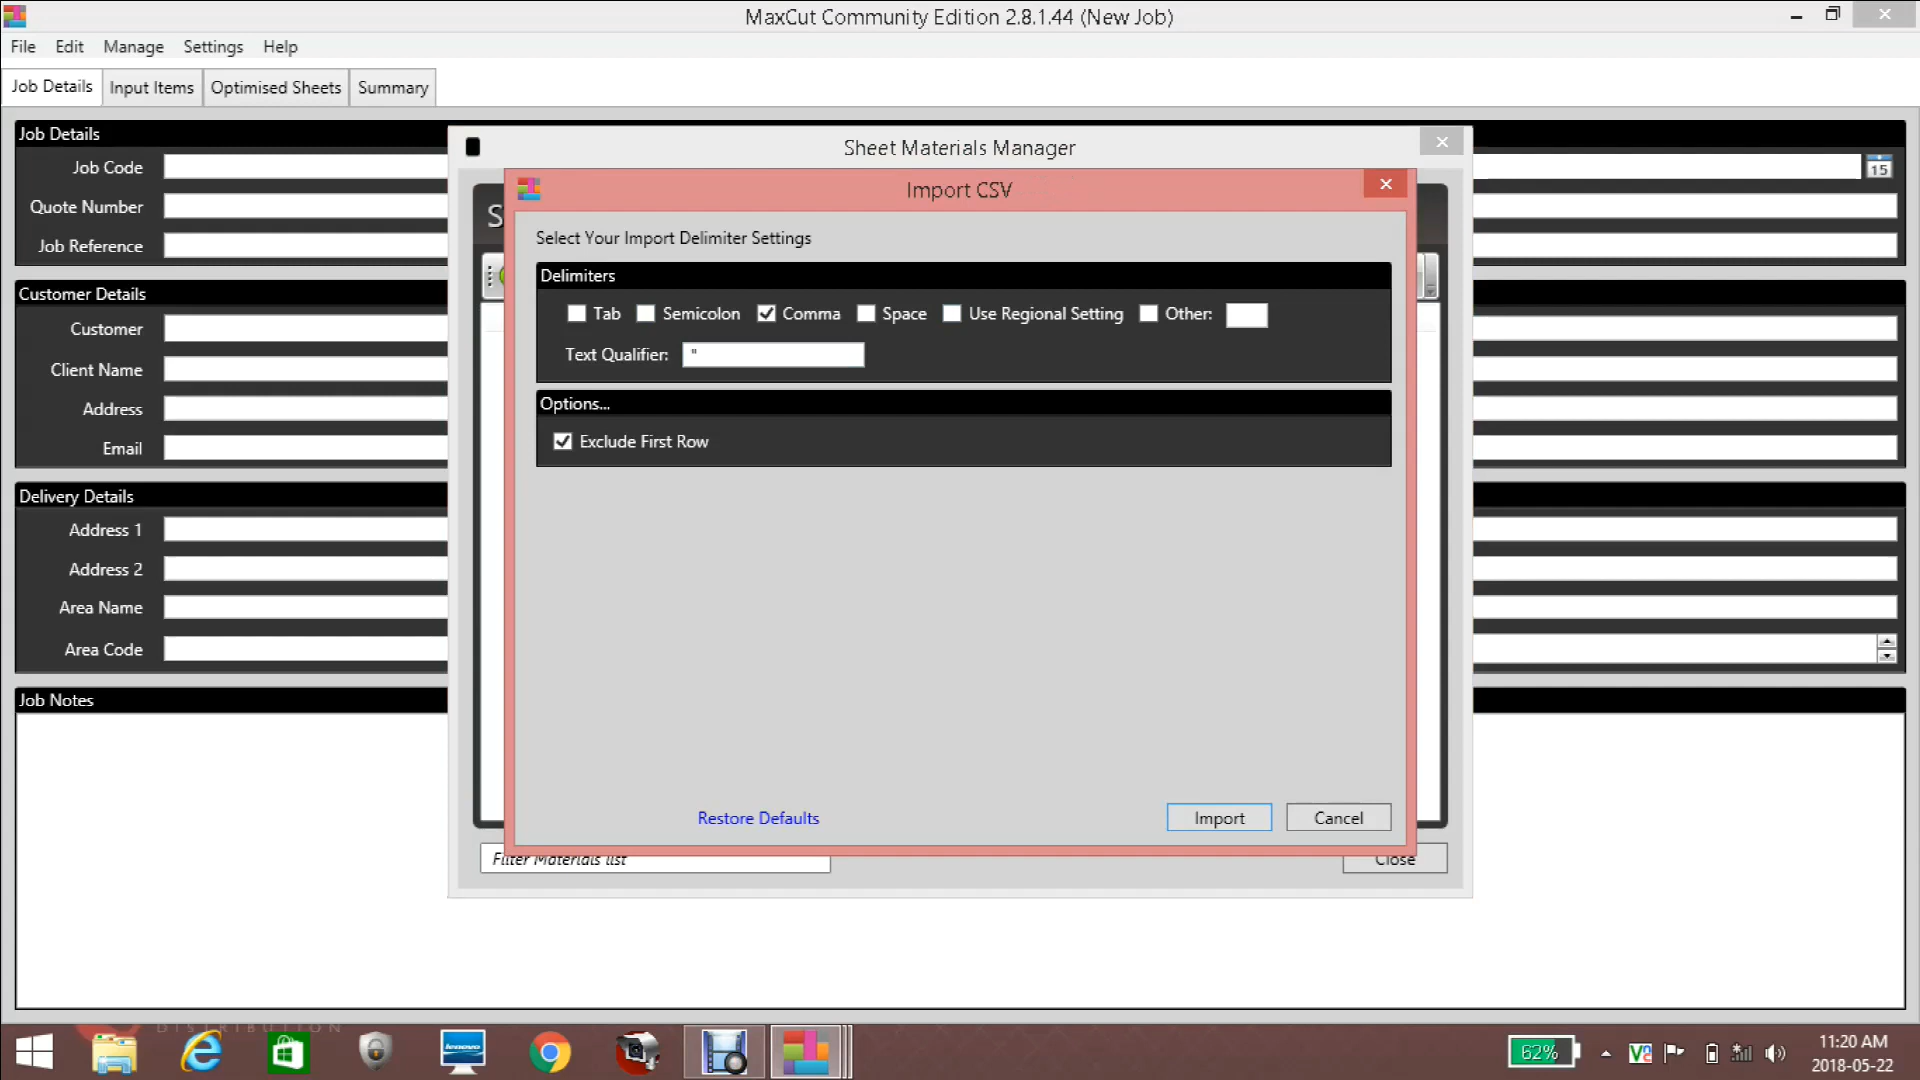 MaxCut Community Edition 2.8.1.44 (New Job)
File Edit Manage Settings Help
Job Details Input Items Optimised Sheets Summary
Job Details
Job Code
15
Quote Number
Job Reference
Customer Details
Customer
Client Name
Address
Email
Delivery Details
Address 1
Address 2
Area Name
Area Code
Job Notes
Sheet Materials Manager
S
Import CSV
Select Your Import Delimiter Settings
Delimiters
Tab Semicolon Comma Space Use Regional Setting Other:
Text Qualifier: "
Options...
Exclude First Row
Restore Defaults Import Cancel
Filter Materials list Close
DISTRIBUTION
lenovo
62%
11:20 AM
2018-05-22